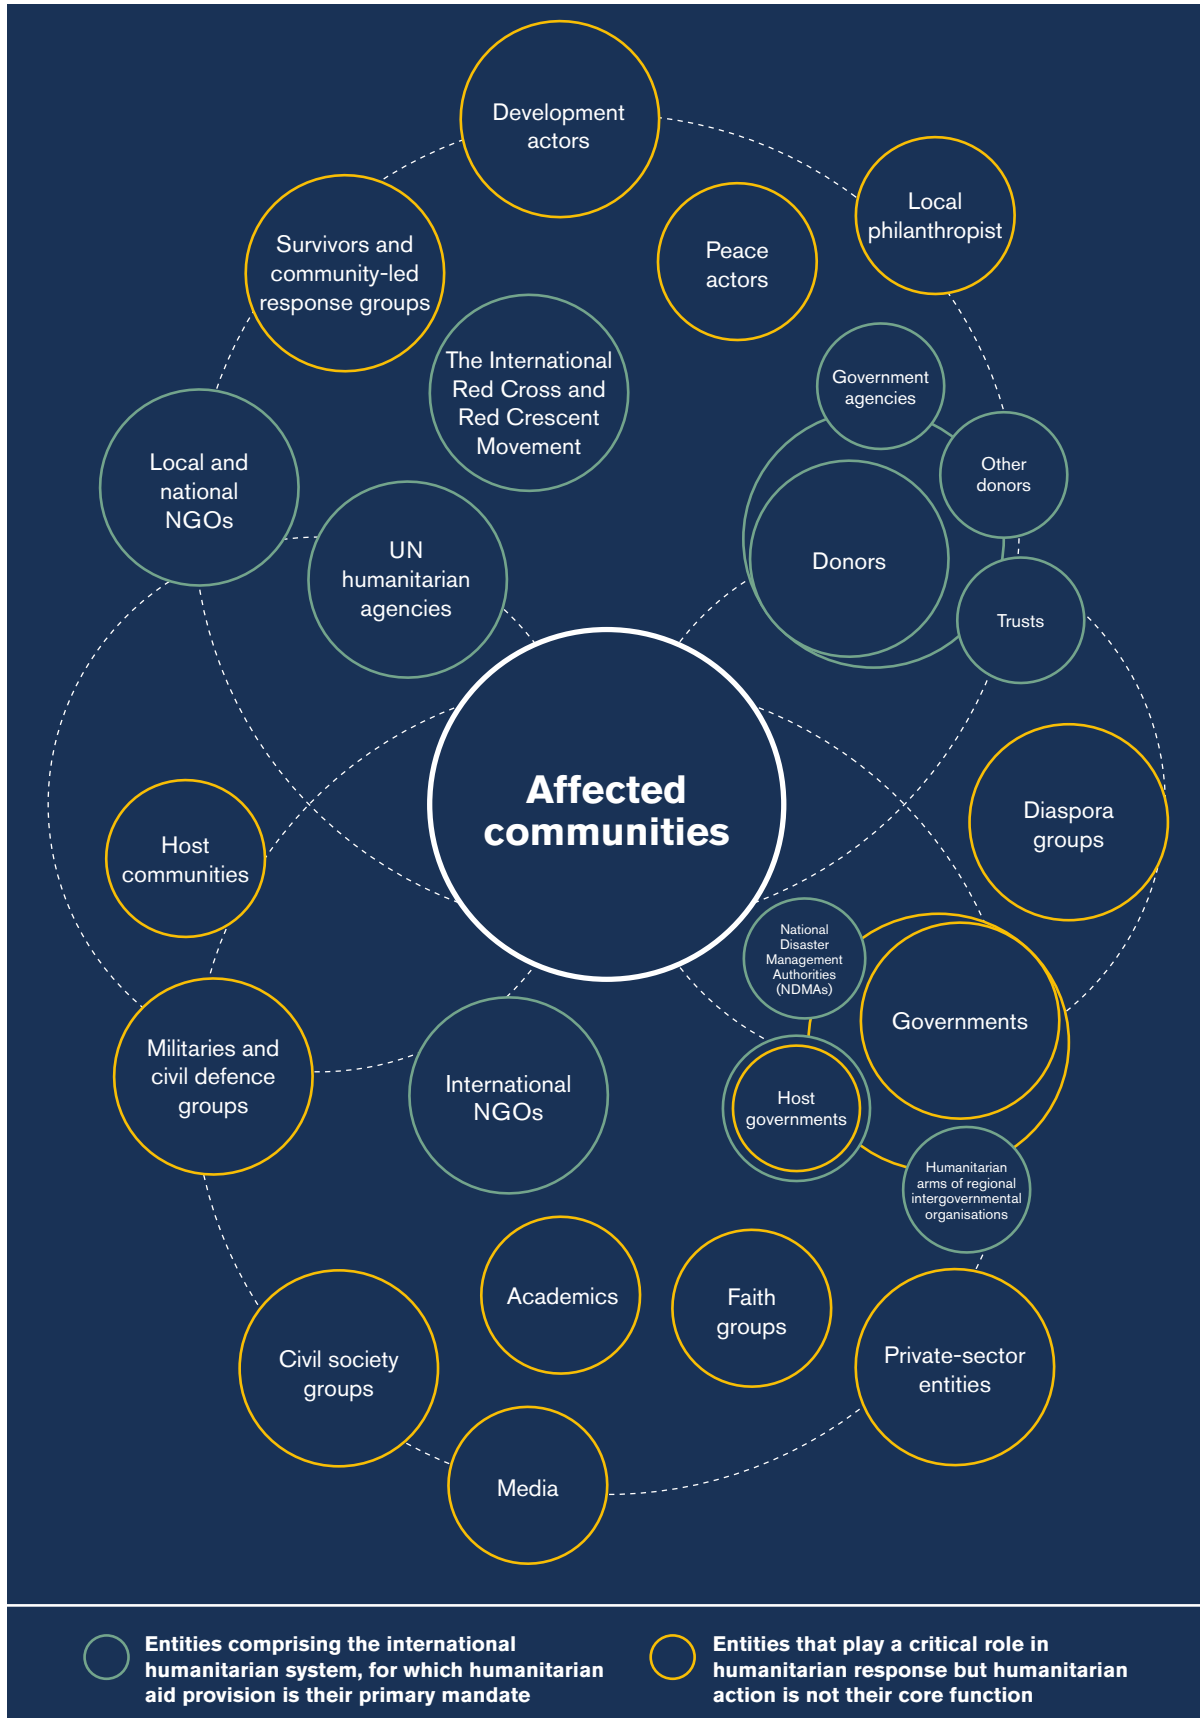 Development
actors
Local
philanthropist
Survivors and
community-led
response groups
Peace
actors
The International
Red Cross and
Red Crescent
Movement
Government
agencies
Local and
national
NGOs
Other
donors
UN
humanitarian
agencies
Donors
Trusts
Affected
communities
Diaspora
groups
Host
communities
National
Disaster
Management
Authorities
(NDMAs)
Governments
Militaries and
civil defence
groups
International
NGOs
Host
governments
Humanitarian
arms of regional
intergovernmental
organisations
Academics
Faith
groups
Civil society
groups
Private-sector
entities
Media
Entities comprising the international
humanitarian system, for which humanitarian
aid provision is their primary mandate
Entities that play a critical role in
humanitarian response but humanitarian
action is not their core function